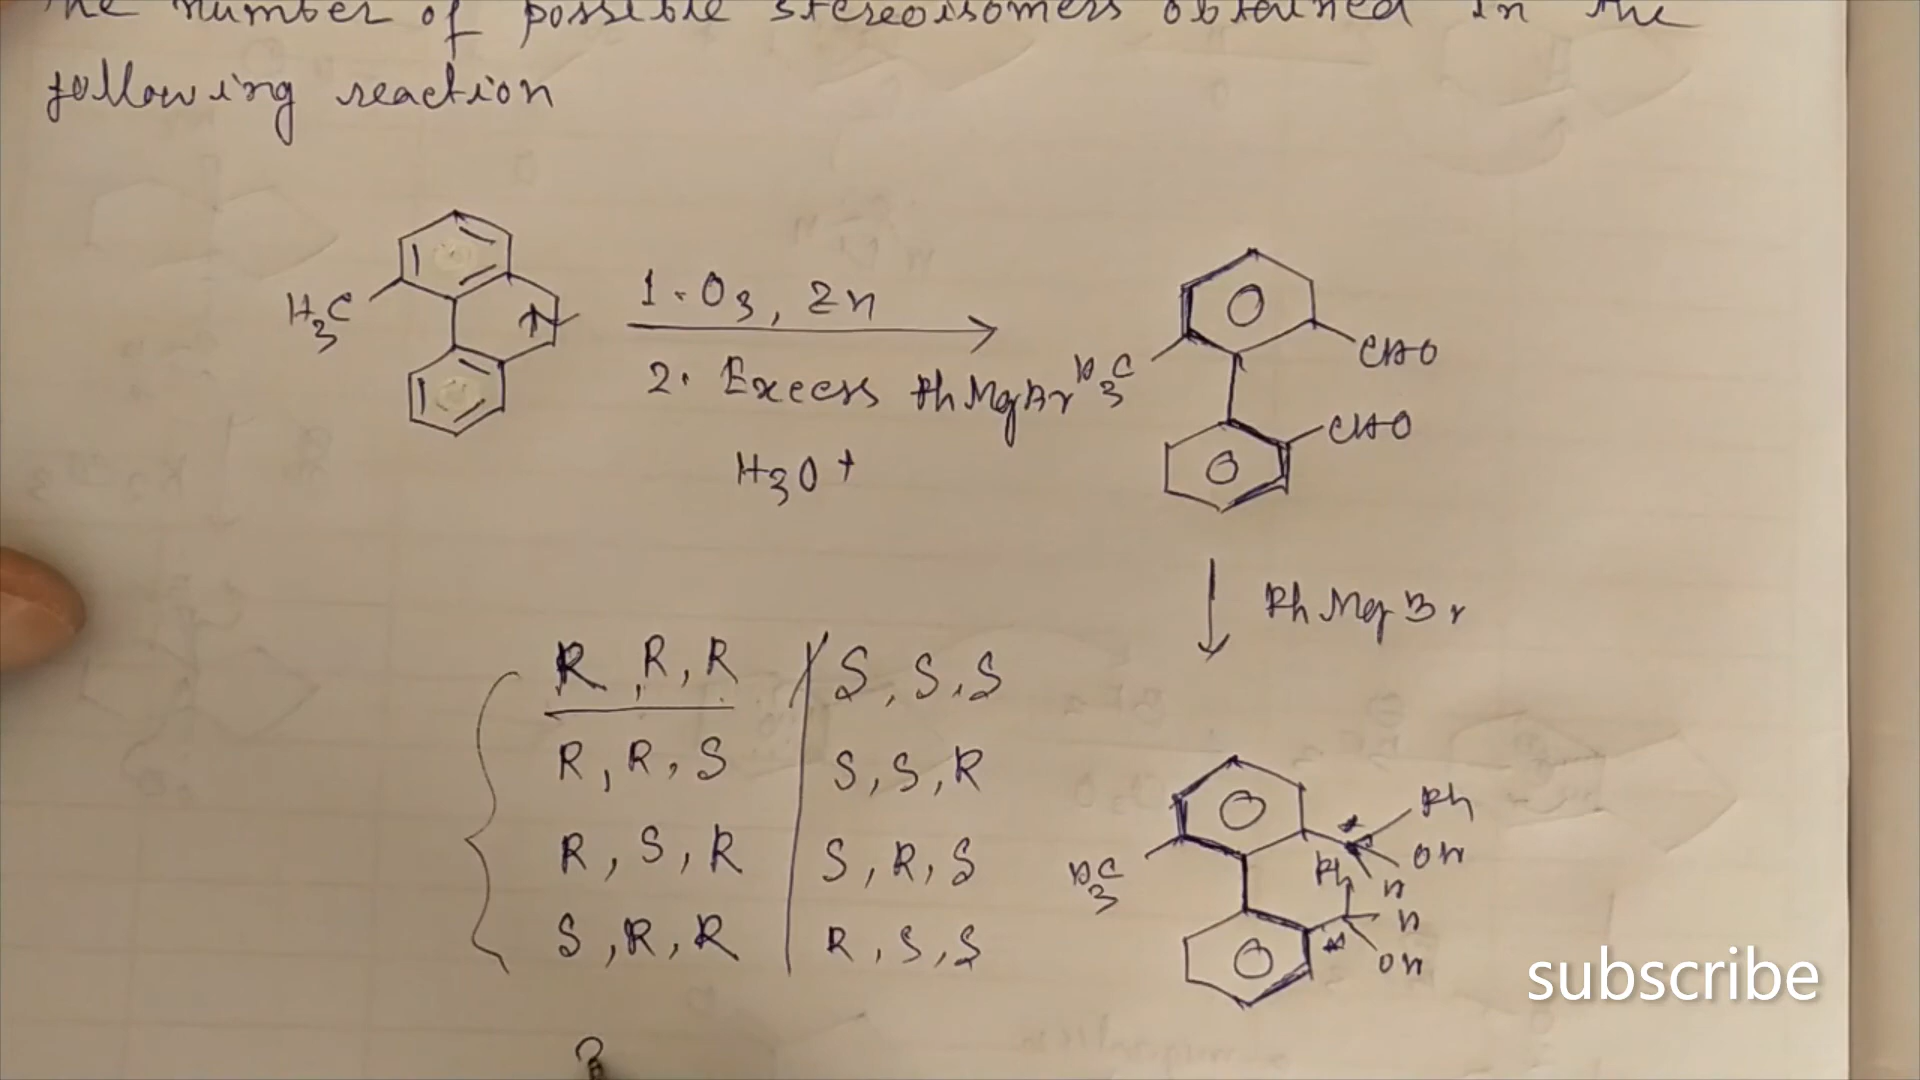 The number of possible stereoisomers obtained in the
following reaction
H3C
1. O3, Zn
2. Excess PhMgBr
H3O+
H3C
CHO
CHO
PhMgBr
R, R, R S, S, S
R, R, S S, S, R
R, S, R S, R, S
S, R, R R, S, S
H3C
* Ph
OH
H
Ph
H
* OH
subscribe